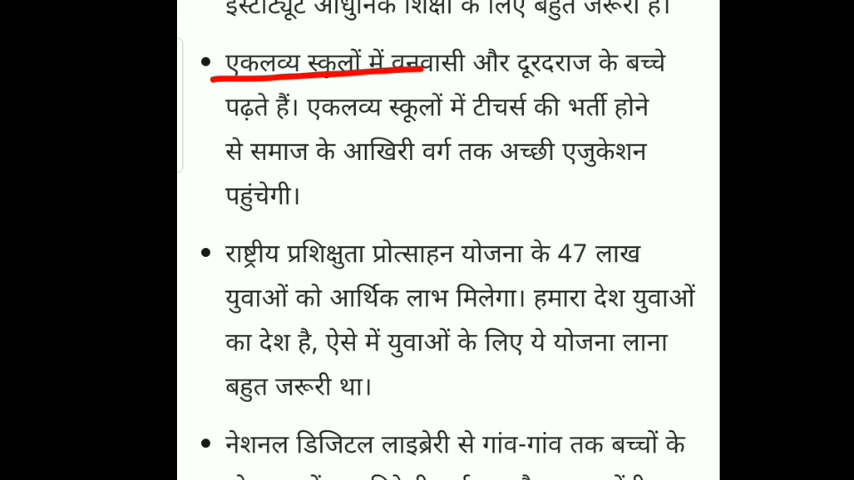 इंस्टीट्यूट आधुनिक शिक्षा के लिए बहुत जरूरी है।
एकलव्य स्कूलों में वनवासी और दूरदराज के बच्चे
पढ़ते हैं। एकलव्य स्कूलों में टीचर्स की भर्ती होने
से समाज के आखिरी वर्ग तक अच्छी एजुकेशन
पहुंचेगी।
राष्ट्रीय प्रशिक्षुता प्रोत्साहन योजना के 47 लाख
युवाओं को आर्थिक लाभ मिलेगा। हमारा देश युवाओं
का देश है, ऐसे में युवाओं के लिए ये योजना लाना
बहुत जरूरी था।
नेशनल डिजिटल लाइब्रेरी से गांव-गांव तक बच्चों के